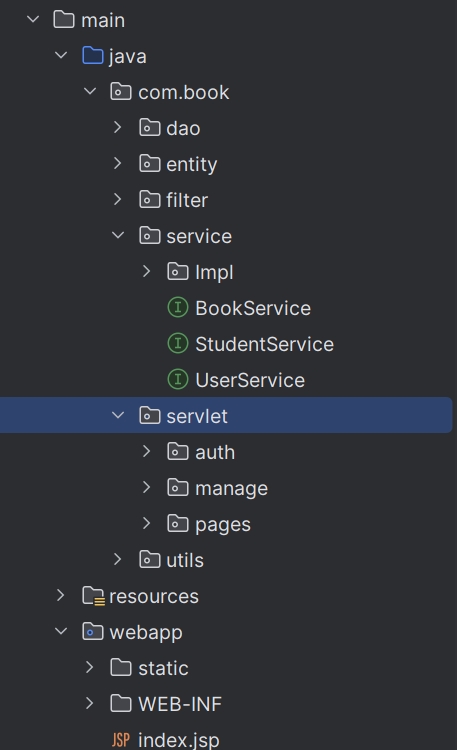 main
java
com.book
dao
entity
filter
service
Impl
I BookService
I StudentService
I UserService
servlet
auth
manage
pages
utils
resources
webapp
static
WEB-INF
JSP index.jsp